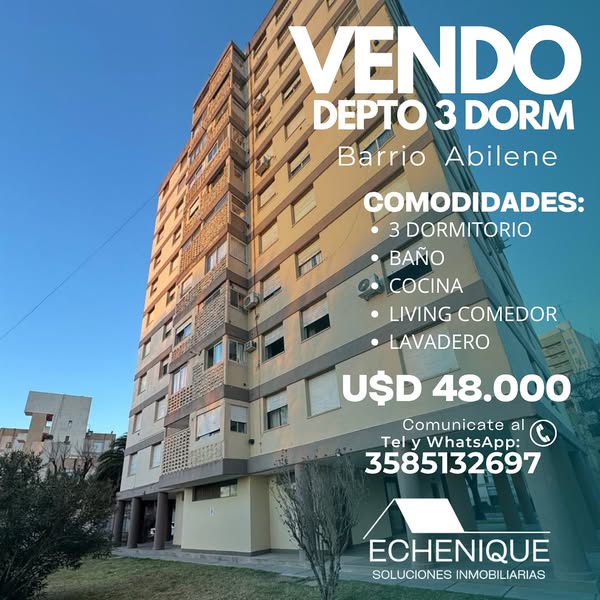 VENDO
DEPTO 3 DORM
Barrio Abilene
COMODIDADES:
• 3 DORMITORIO
• BAÑO
• COCINA
• LIVING COMEDOR
• LAVADERO
U$D 48.000
Comunicate al
Tel y WhatsApp:
3585132697
ECHENIQUE
SOLUCIONES INMOBILIARIAS